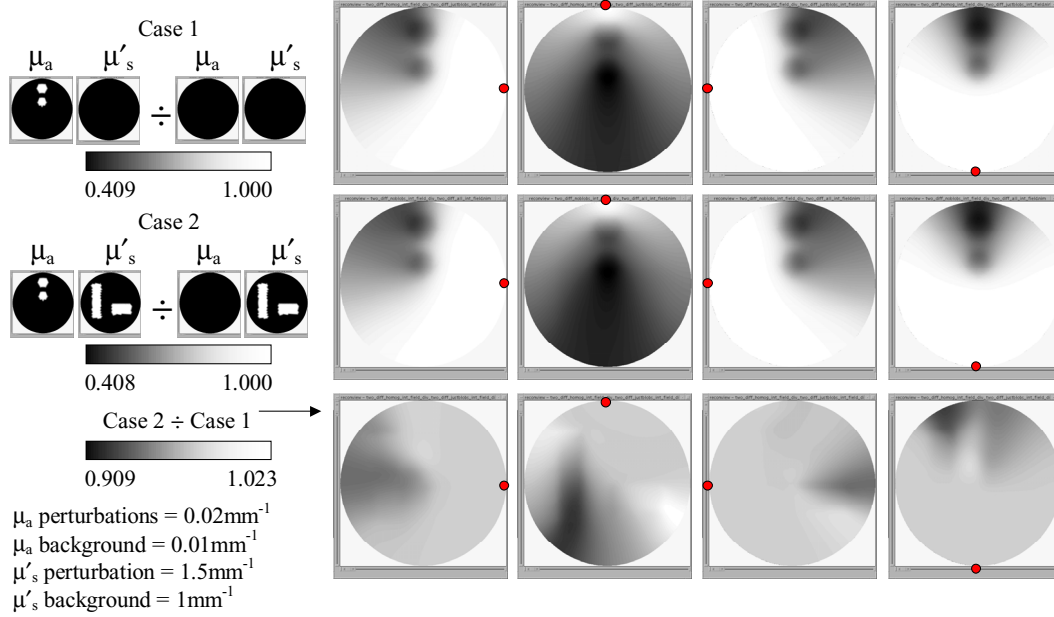 Case 1
μa μ′s μa μ′s
÷
0.409 1.000
Case 2
μa μ′s μa μ′s
÷
0.408 1.000
Case 2 ÷ Case 1
0.909 1.023
μa perturbations = 0.02mm-1
μa background = 0.01mm-1
μ′s perturbation = 1.5mm-1
μ′s background = 1mm-1